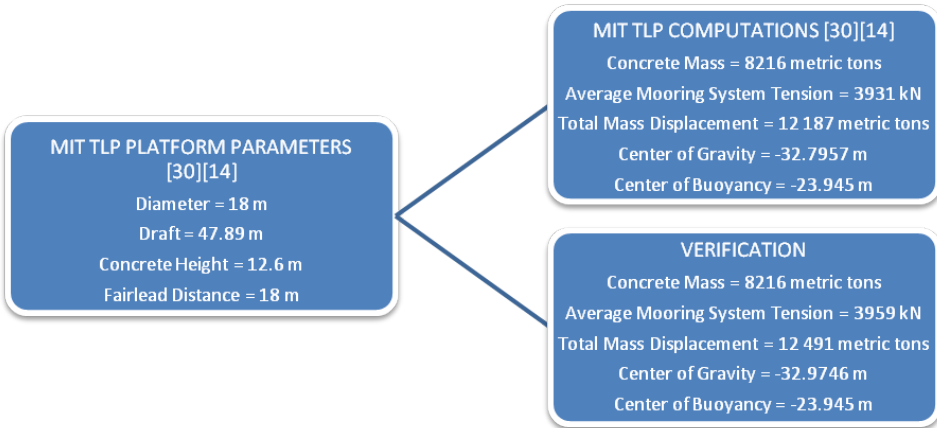 MIT TLP PLATFORM PARAMETERS
[30][14]
Diameter = 18 m
Draft = 47.89 m
Concrete Height = 12.6 m
Fairlead Distance = 18 m
MIT TLP COMPUTATIONS [30][14]
Concrete Mass = 8216 metric tons
Average Mooring System Tension = 3931 kN
Total Mass Displacement = 12 187 metric tons
Center of Gravity = -32.7957 m
Center of Buoyancy = -23.945 m
VERIFICATION
Concrete Mass = 8216 metric tons
Average Mooring System Tension = 3959 kN
Total Mass Displacement = 12 491 metric tons
Center of Gravity = -32.9746 m
Center of Buoyancy = -23.945 m